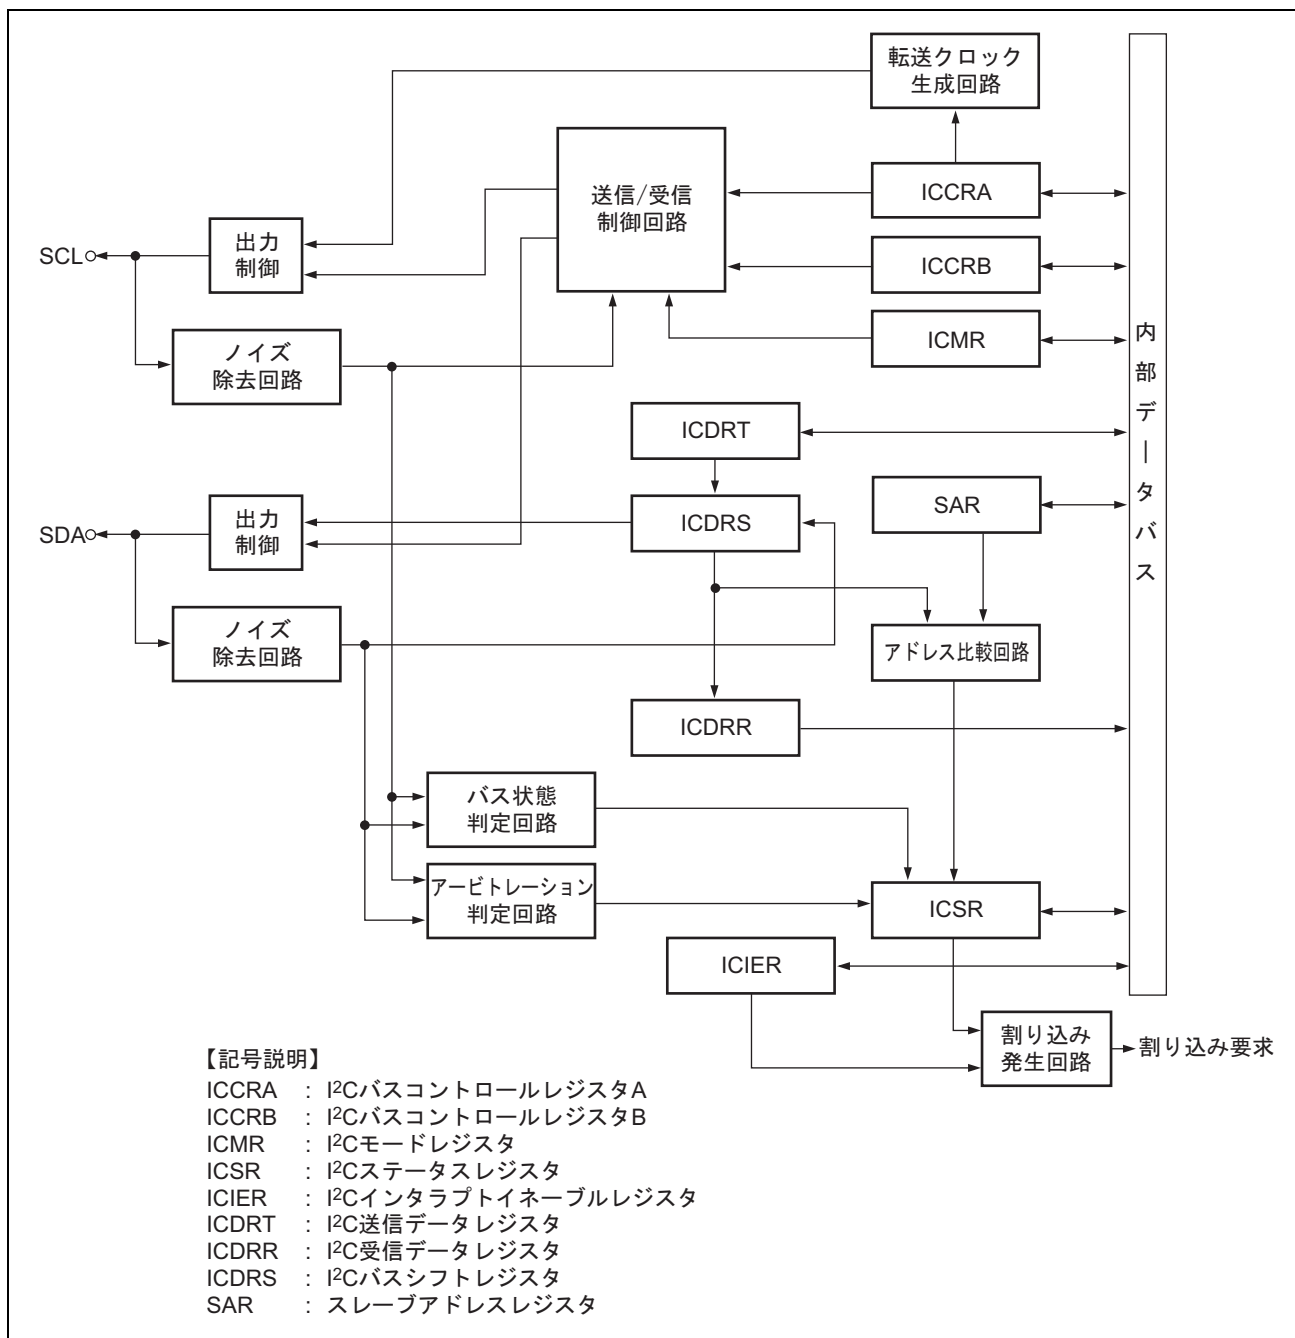 転送クロック
生成回路
送信/受信
制御回路
ICCRA
出力
制御
SCL
ICCRB
ICMR
ノイズ
除去回路
内部データバス
ICDRT
SAR
出力
制御
SDA
ICDRS
ノイズ
除去回路
アドレス比較回路
ICDRR
バス状態
判定回路
アービトレーション
判定回路
ICSR
ICIER
割り込み
発生回路
割り込み要求
【記号説明】
ICCRA : I²CバスコントロールレジスタA
ICCRB : I²CバスコントロールレジスタB
ICMR : I²Cモードレジスタ
ICSR : I²Cステータスレジスタ
ICIER : I²Cインタラプトイネーブルレジスタ
ICDRT : I²C送信データレジスタ
ICDRR : I²C受信データレジスタ
ICDRS : I²Cバスシフトレジスタ
SAR : スレーブアドレスレジスタ